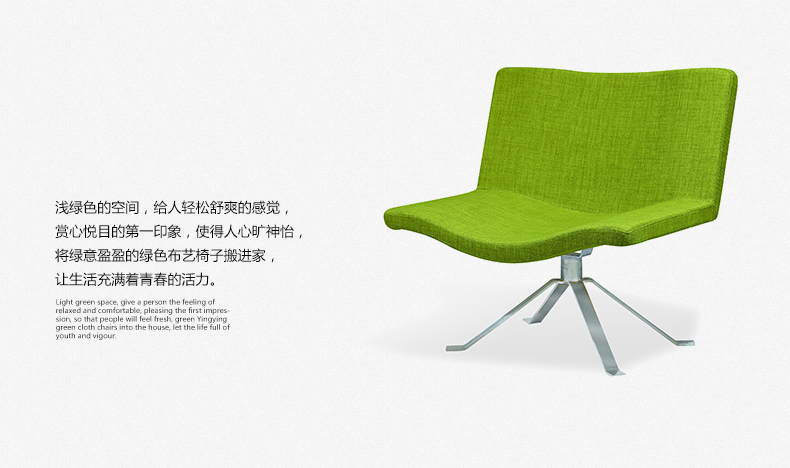 浅绿色的空间，给人轻松舒爽的感觉，
赏心悦目的第一印象，使得人心旷神怡，
将绿意盈盈的绿色布艺椅子搬进家，
让生活充满着青春的活力。
Light green space, give a person the feeling of
relaxed and comfortable, pleasing the first impres-
sion, so that people will feel fresh, green Yingying
green cloth chairs into the house, let the life full of
youth and vigour.